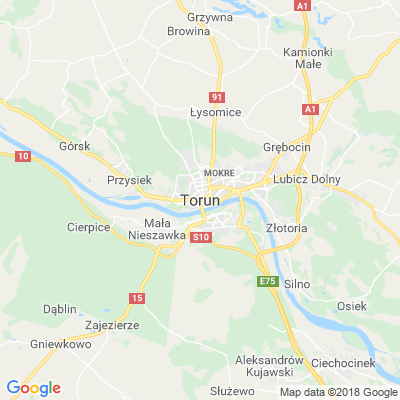 Grzywna
Browina
A1
Kamionki
Małe
91
Łysomice
A1
Górsk
10
Grębocin
MOKRE
Przysiek
Lubicz Dolny
Torun
Cierpice
Mała
Nieszawka
Złotoria
S10
E75
Silno
15
Dąblin
Osiek
Zajezierze
Gniewkowo
Aleksandrów
Kujawski
Ciechocinek
Służewo
Google
Map data ©2018 Google